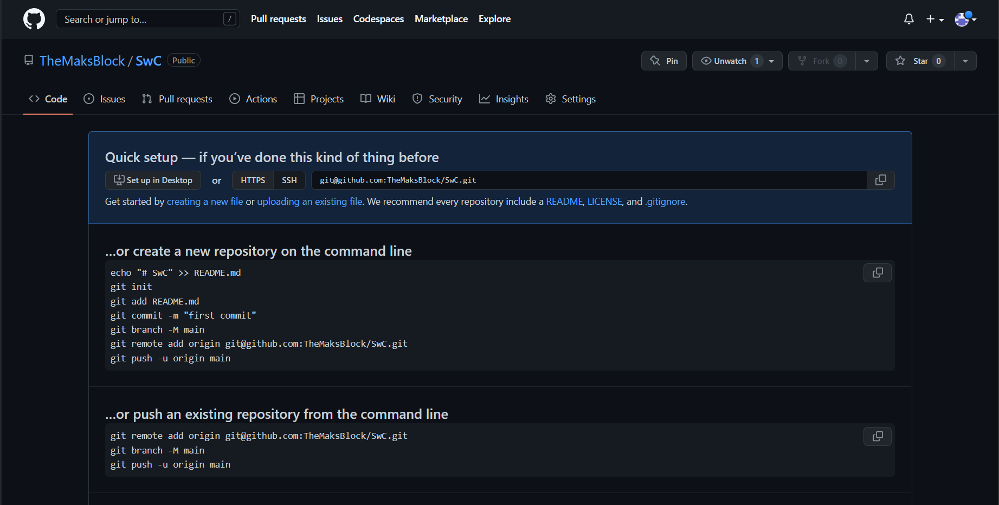 Search or jump to... / Pull requests Issues Codespaces Marketplace Explore
TheMaksBlock / SwC Public Pin Unwatch 1 Fork 0 Star 0
Code Issues Pull requests Actions Projects Wiki Security Insights Settings
Quick setup — if you’ve done this kind of thing before
Set up in Desktop or HTTPS SSH git@github.com:TheMaksBlock/SwC.git
Get started by creating a new file or uploading an existing file. We recommend every repository include a README, LICENSE, and .gitignore.
…or create a new repository on the command line
echo "# SwC" >> README.md
git init
git add README.md
git commit -m "first commit"
git branch -M main
git remote add origin git@github.com:TheMaksBlock/SwC.git
git push -u origin main
…or push an existing repository from the command line
git remote add origin git@github.com:TheMaksBlock/SwC.git
git branch -M main
git push -u origin main